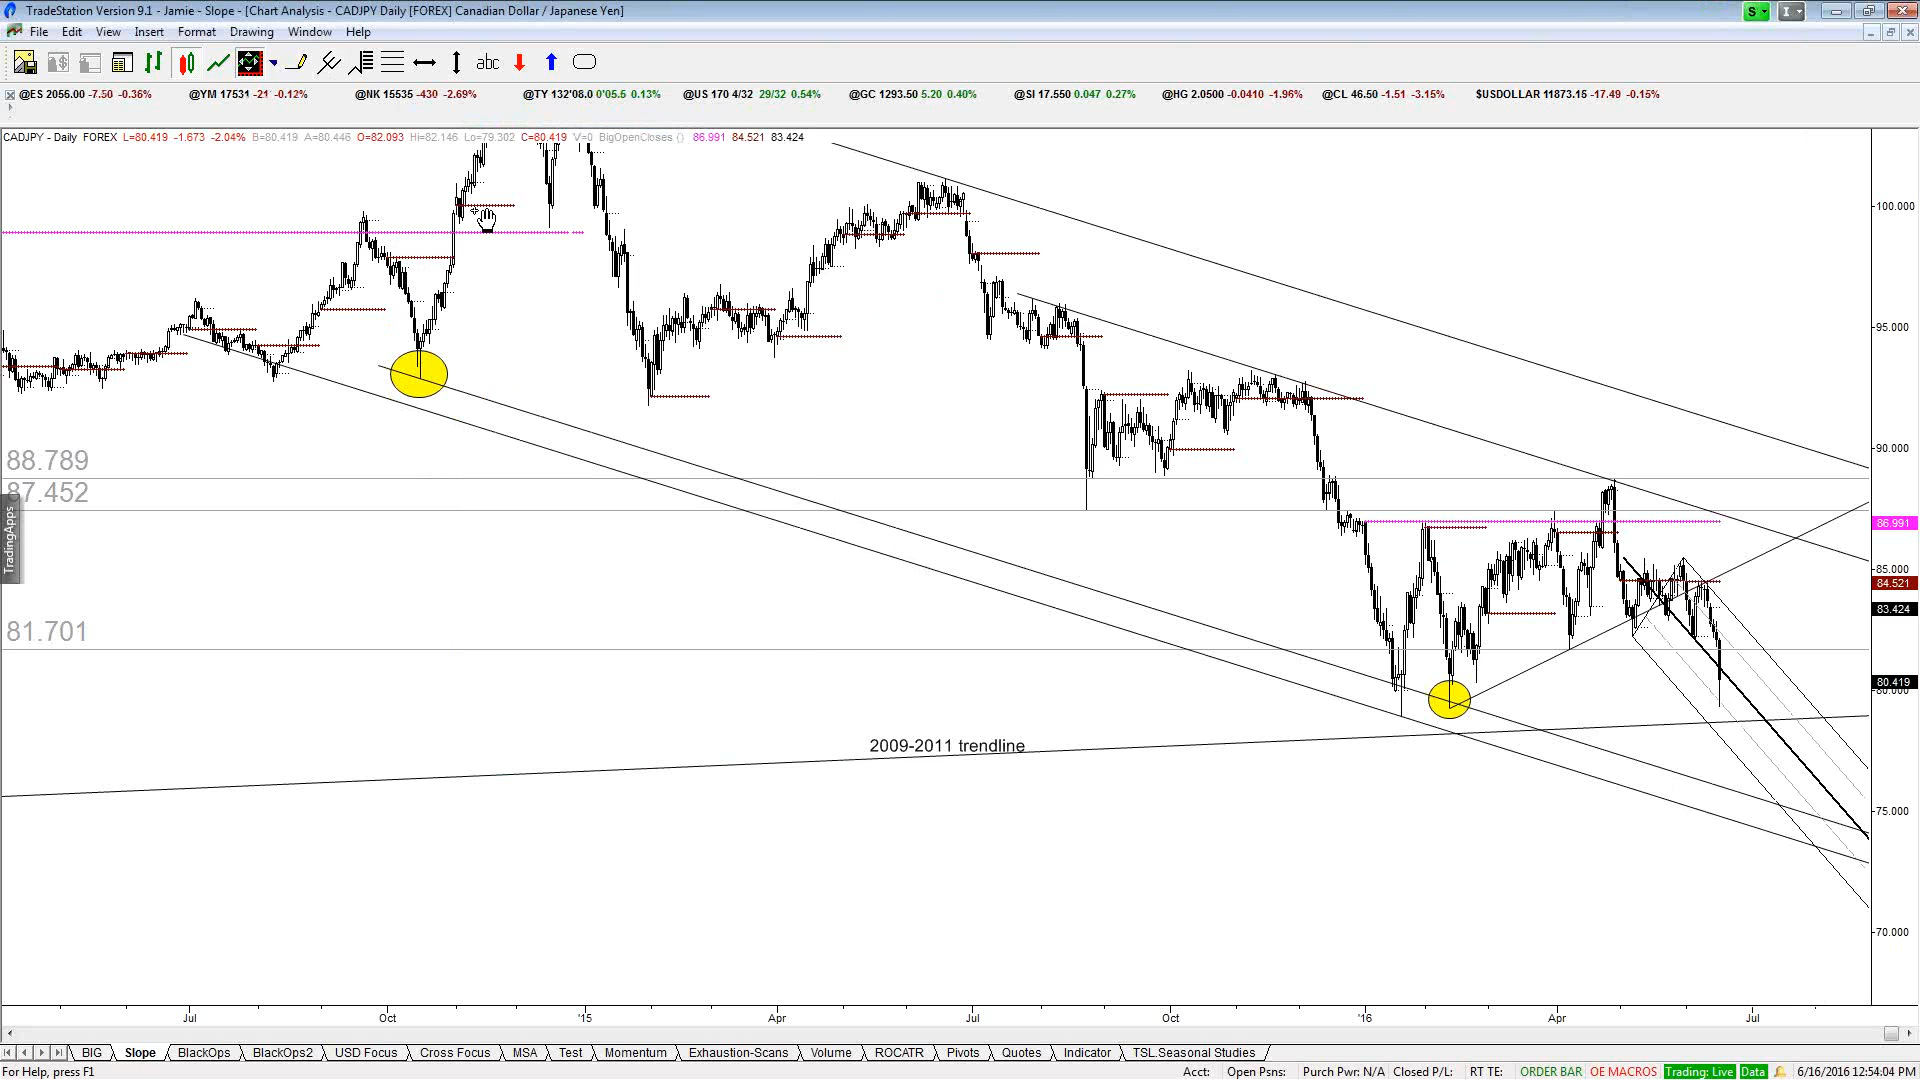 TradeStation Version 9.1 - Jamie - Slope - [Chart Analysis - CADJPY Daily [FOREX] Canadian Dollar / Japanese Yen]
S
I
File Edit View Insert Format Drawing Window Help
abc
@ES 2056.00 -7.50 -0.36% @YM 17531 -21 -0.12% @NK 15535 -430 -2.69% @TY 132'08.0 0'05.5 0.13% @US 170 4/32 29/32 0.54% @GC 1293.50 5.20 0.40% @SI 17.550 0.047 0.27% @HG 2.0500 -0.0410 -1.96% @CL 46.50 -1.51 -3.15% $USDOLLAR 11873.15 -17.49 -0.15%
CADJPY - Daily FOREX L=80.419 -1.673 -2.04% B=80.419 A=80.446 O=82.093 Hi=82.146 Lo=79.302 C=80.419 V=0 BigOpenCloses () 86.991 84.521 83.424
100.000
95.000
90.000
88.789
87.452
86.991
85.000
84.521
83.424
81.701
80.419
80.000
TradingApps
2009-2011 trendline
75.000
70.000
Jul Oct '15 Apr Jul Oct '16 Apr Jul
BIG Slope BlackOps BlackOps2 USD Focus Cross Focus MSA Test Momentum Exhaustion-Scans Volume ROCATR Pivots Quotes Indicator TSL.Seasonal Studies
For Help, press F1 Acct: Open Psns: Purch Pwr: N/A Closed P/L: RT TE: ORDER BAR OE MACROS Trading: Live Data 6/16/2016 12:54:04 PM